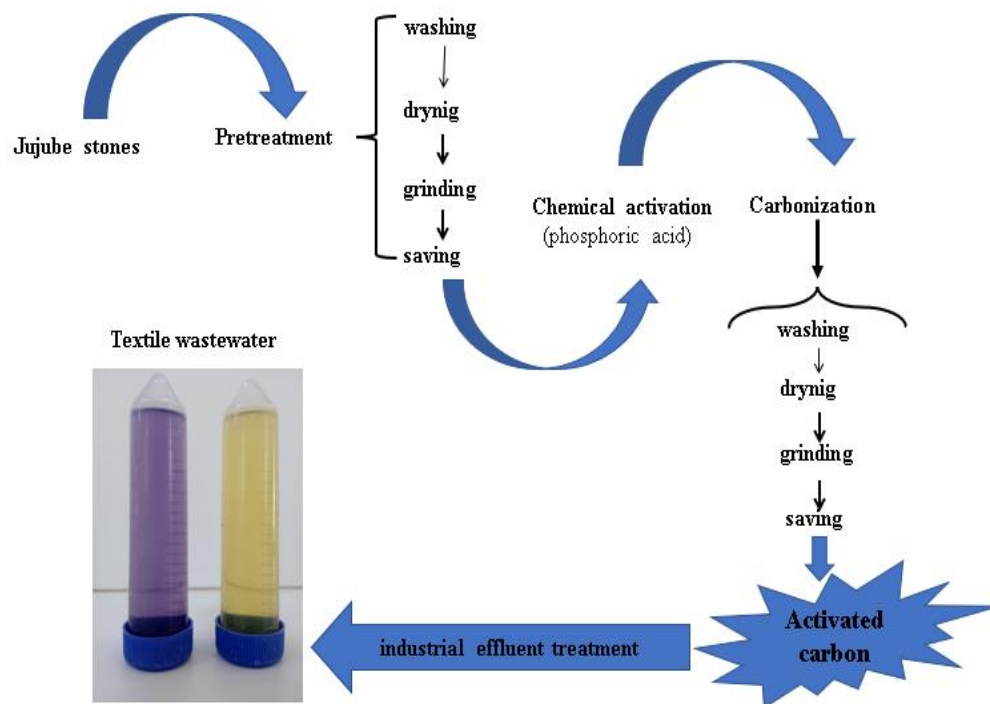 Jujube stones
Pretreatment
washing
drynig
grinding
saving
Chemical activation
(phosphoric acid)
Carbonization
washing
drynig
grinding
saving
Activated
carbon
industrial effluent treatment
Textile wastewater